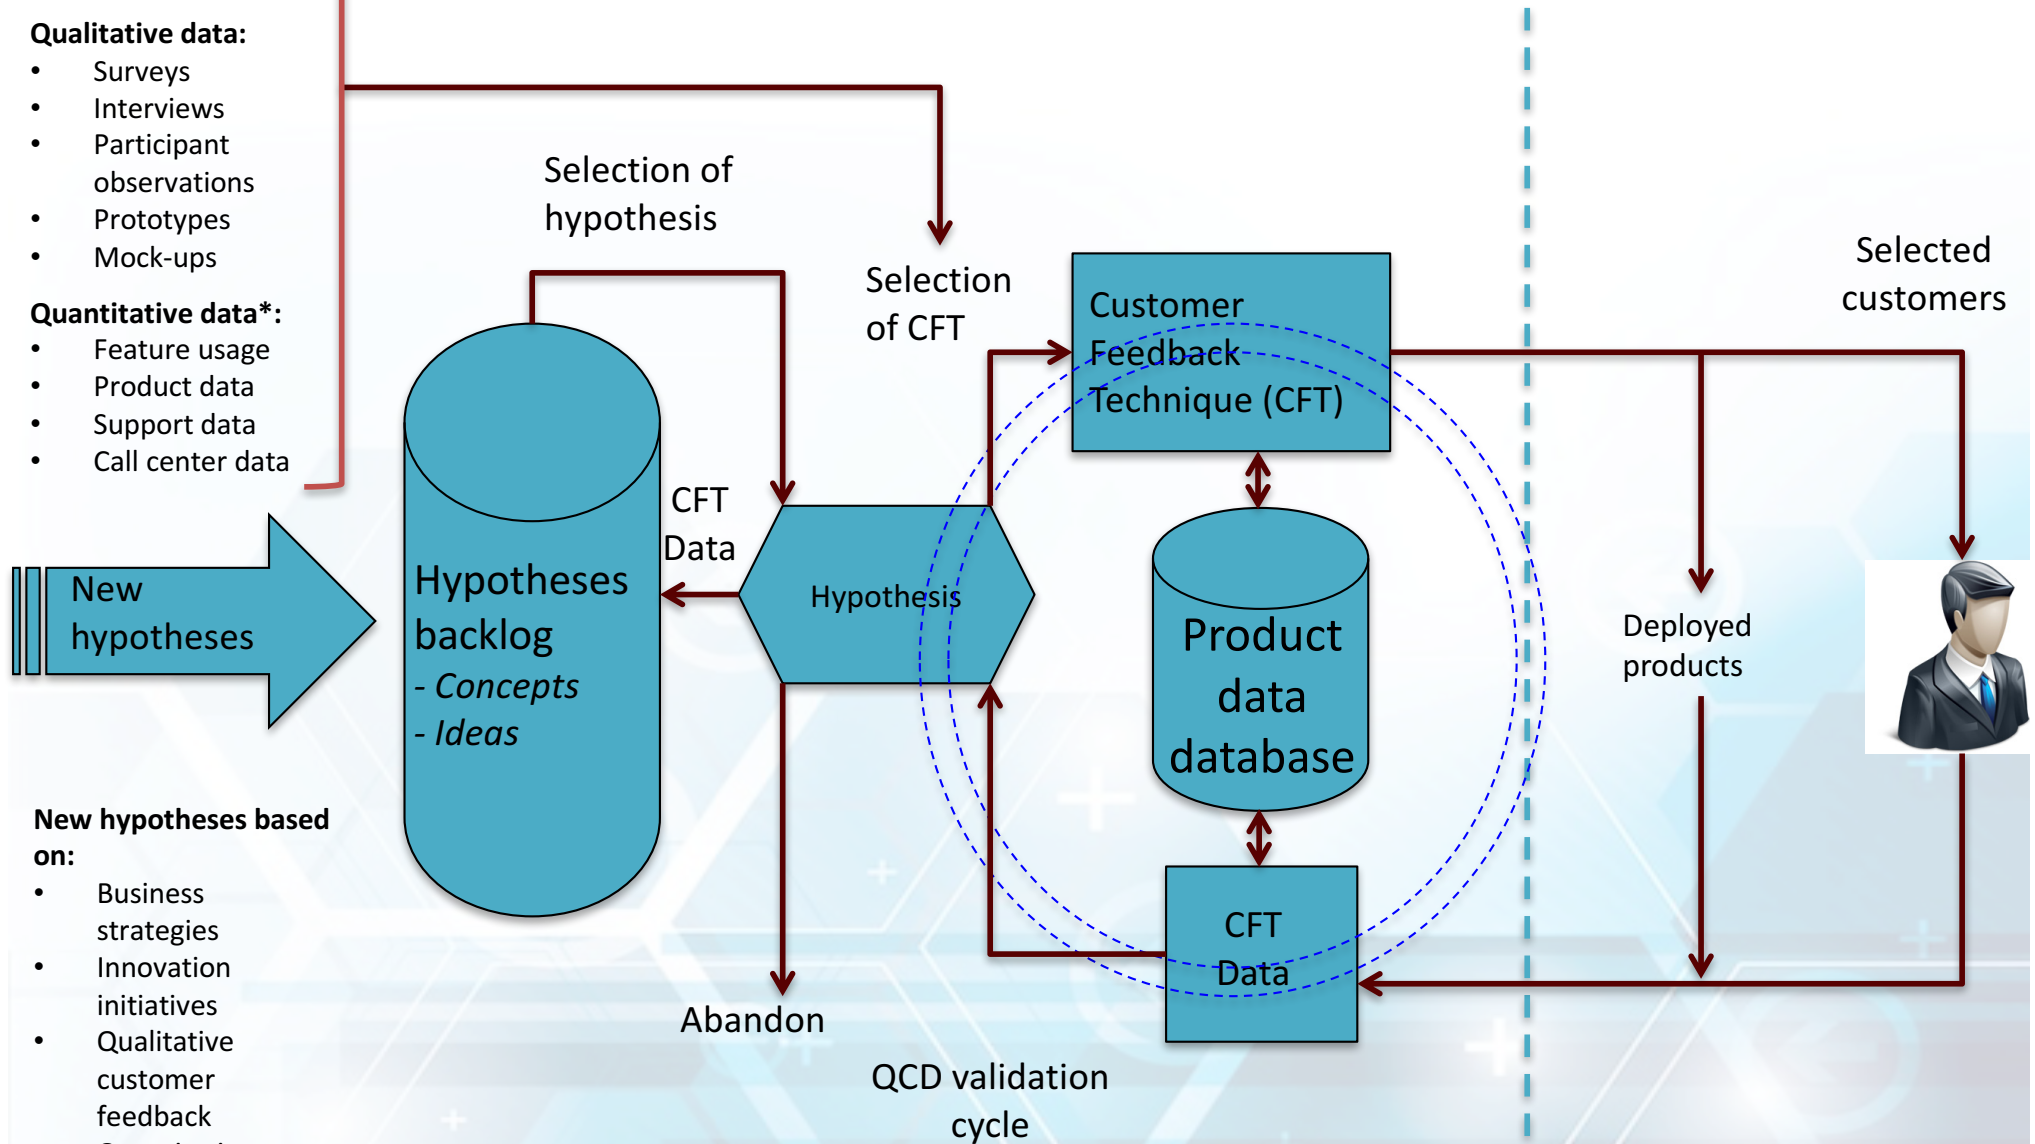 Qualitative data:
• Surveys
• Interviews
• Participant
observations
• Prototypes
• Mock-ups
Quantitative data*:
• Feature usage
• Product data
• Support data
• Call center data
New
hypotheses
New hypotheses based
on:
• Business
strategies
• Innovation
initiatives
• Qualitative
customer
feedback
Selection of
hypothesis
Hypotheses
backlog
- Concepts
- Ideas
CFT
Data
Hypothesis
Abandon
Selection
of CFT
Customer
Feedback
Technique (CFT)
Product
data
database
CFT
Data
QCD validation
cycle
Selected
customers
Deployed
products